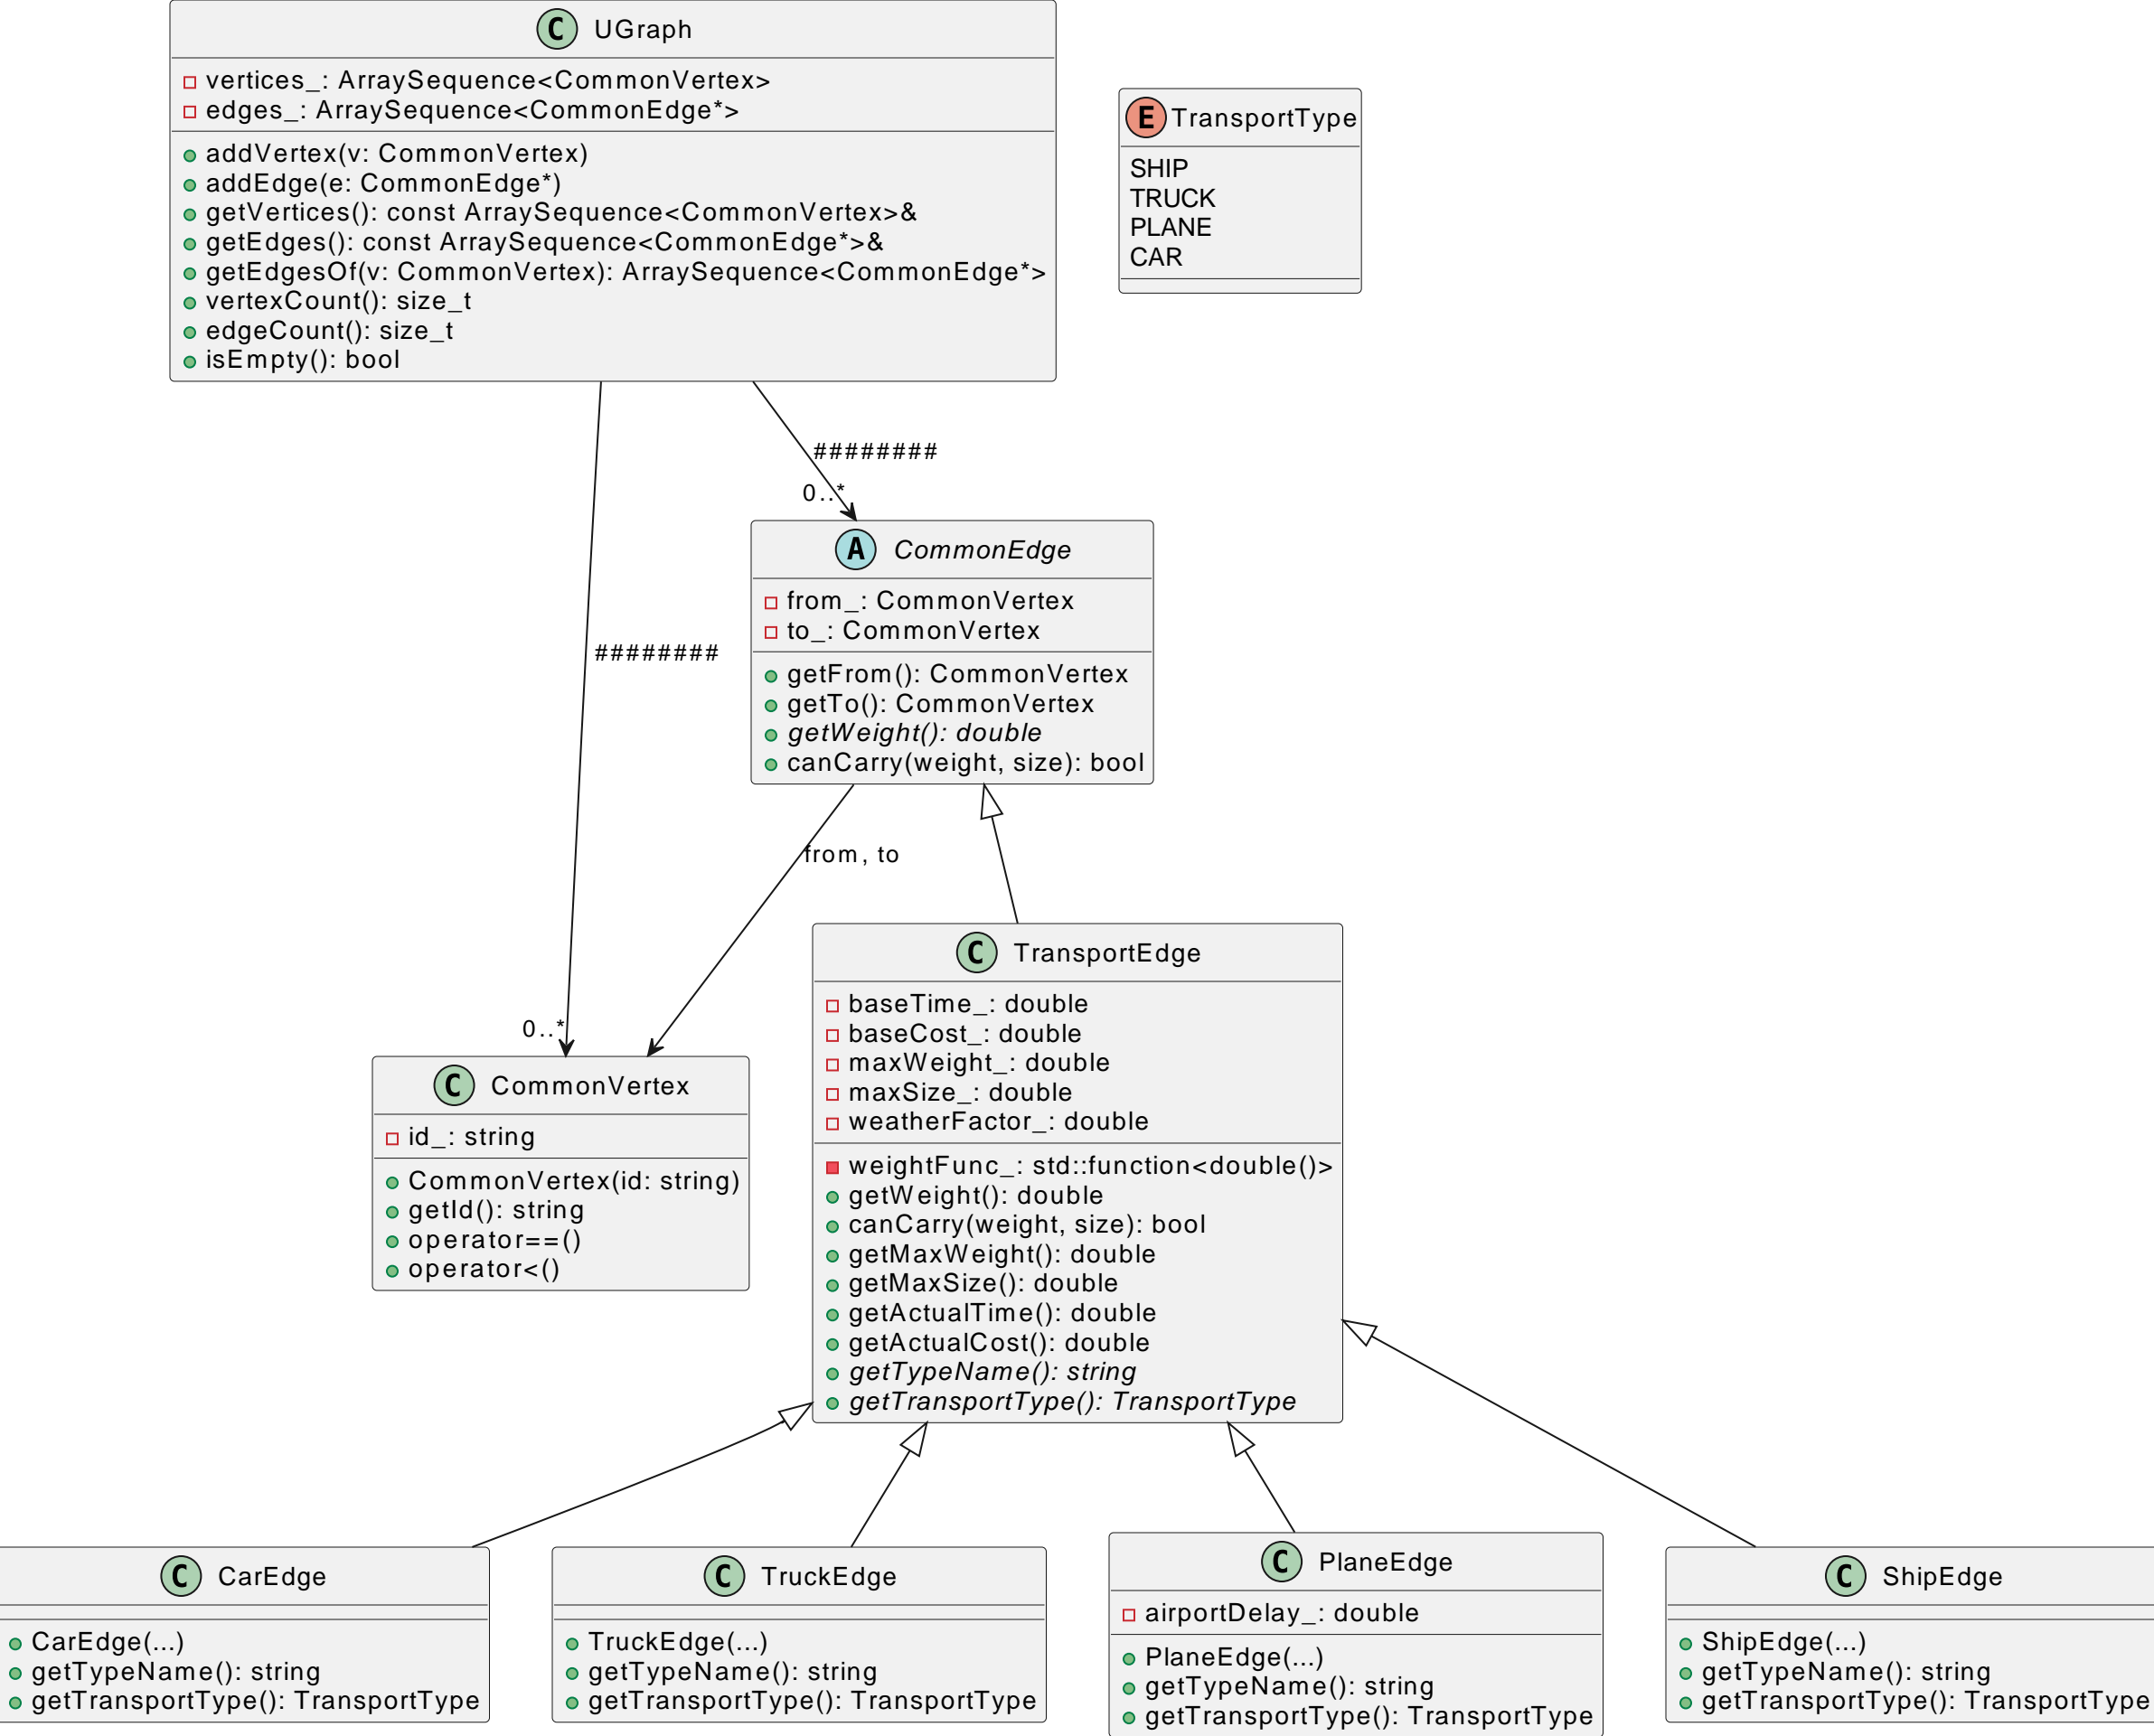 C UGraph
vertices_: ArraySequence<CommonVertex>
edges_: ArraySequence<CommonEdge*>
addVertex(v: CommonVertex)
addEdge(e: CommonEdge*)
getVertices(): const ArraySequence<CommonVertex>&
getEdges(): const ArraySequence<CommonEdge*>&
getEdgesOf(v: CommonVertex): ArraySequence<CommonEdge*>
vertexCount(): size_t
edgeCount(): size_t
isEmpty(): bool
E TransportType
SHIP
TRUCK
PLANE
CAR
########
0..*
A CommonEdge
from_: CommonVertex
to_: CommonVertex
getFrom(): CommonVertex
getTo(): CommonVertex
getWeight(): double
canCarry(weight, size): bool
########
from, to
0..*
C CommonVertex
id_: string
CommonVertex(id: string)
getId(): string
operator==()
operator<()
C TransportEdge
baseTime_: double
baseCost_: double
maxWeight_: double
maxSize_: double
weatherFactor_: double
weightFunc_: std::function<double()>
getWeight(): double
canCarry(weight, size): bool
getMaxWeight(): double
getMaxSize(): double
getActualTime(): double
getActualCost(): double
getTypeName(): string
getTransportType(): TransportType
C CarEdge
CarEdge(...)
getTypeName(): string
getTransportType(): TransportType
C TruckEdge
TruckEdge(...)
getTypeName(): string
getTransportType(): TransportType
C PlaneEdge
airportDelay_: double
PlaneEdge(...)
getTypeName(): string
getTransportType(): TransportType
C ShipEdge
ShipEdge(...)
getTypeName(): string
getTransportType(): TransportType